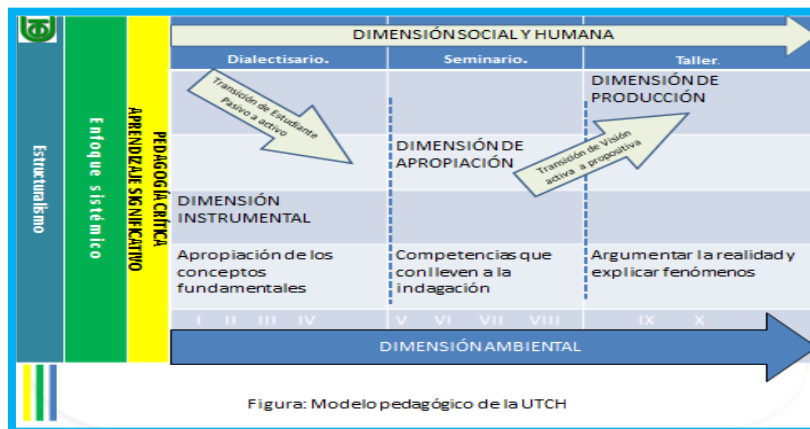 DIMENSIÓN SOCIAL Y HUMANA
Dialectisario.
Seminario.
Taller.
Estructuralismo
Enfoque sistémico
PEDAGOGÍA CRÍTICA
APRENDIZAJE SIGNIFICATIVO
Transición de Estudiante
Pasivo a activo
DIMENSIÓN DE
PRODUCCIÓN
DIMENSIÓN DE
APROPIACIÓN
Transición de Visión
activa a propositiva
DIMENSIÓN
INSTRUMENTAL
Apropiación de los
conceptos
fundamentales
Competencias que
conlleven a la
indagación
Argumentar la realidad y
explicar fenómenos
I II III IV
V VI VII VIII
IX X
DIMENSIÓN AMBIENTAL
Figura: Modelo pedagógico de la UTCH